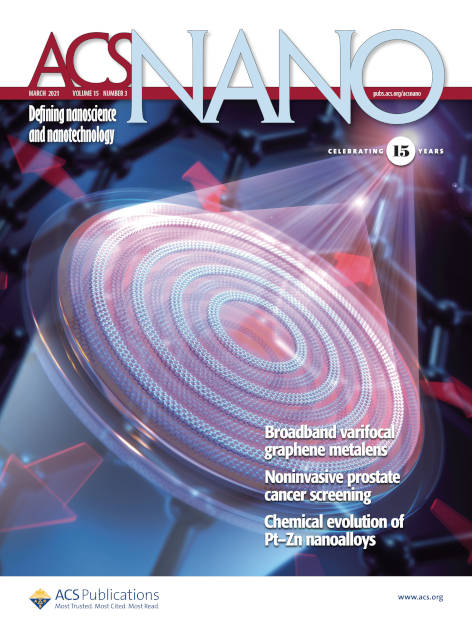 ACS NANO
MARCH 2021 VOLUME 15 NUMBER 3
pubs.acs.org/acsnano
Defining nanoscience
and nanotechnology
CELEBRATING 15 YEARS
Broadband varifocal
graphene metalens
Noninvasive prostate
cancer screening
Chemical evolution of
Pt–Zn nanoalloys
ACS Publications
Most Trusted. Most Cited. Most Read.
www.acs.org